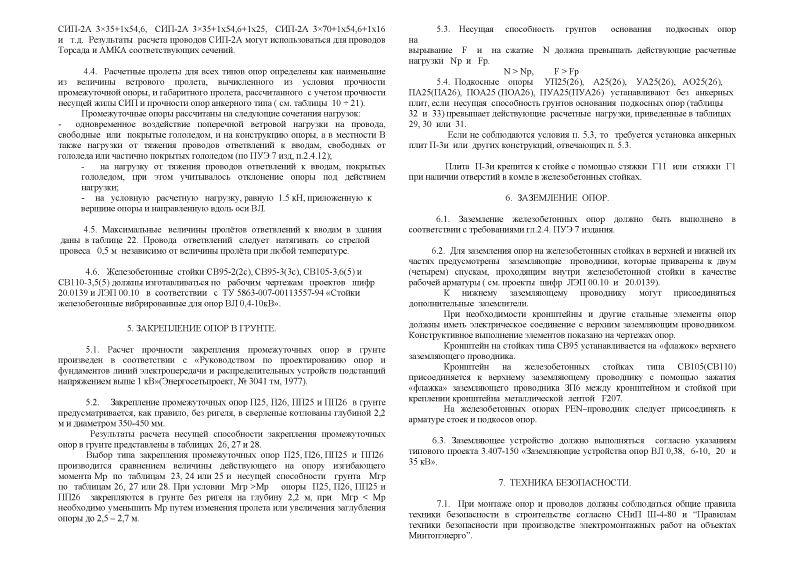 СИП-2А 3×35+1х54,6, СИП-2А 3×35+1х54,6+1х25, СИП-2А 3×70+1х54,6+1х16
и т.д. Результаты расчета проводов СИП-2А могут использоваться для проводов
Торсада и АМКА соответствующих сечений.
4.4. Расчетные пролеты для всех типов опор определены как наименьшие
из величины ветрового пролета, вычисленного из условия прочности
промежуточной опоры, и габаритного пролета, рассчитанного с учетом прочности
несущей жилы СИП и прочности опор анкерного типа ( см. таблицы 10 ÷ 21).
Промежуточные опоры рассчитаны на следующие сочетания нагрузок:
- одновременное воздействие поперечной ветровой нагрузки на провода,
свободные или покрытые гололедом, и на конструкцию опоры, а в местности В
также нагрузки от тяжения проводов ответвлений к вводам, свободных от
гололеда или частично покрытых гололедом (по ПУЭ 7 изд, п.2.4.12);
- на нагрузку от тяжения проводов ответвлений к вводам, покрытых
гололедом, при этом учитывалось отклонение опоры под действием
нагрузки;
- на условную расчетную нагрузку, равную 1.5 кН, приложенную к
вершине опоры и направленную вдоль оси ВЛ.
4.5. Максимальные величины пролётов ответвлений к вводам в здания
даны в таблице 22. Провода ответвлений следует натягивать со стрелой
провеса 0,5 м независимо от величины пролёта при любой температуре.
4.6. Железобетонные стойки СВ95-2(2с), СВ95-3(3с), СВ105-3,6(5) и
СВ110-3,5(5) должны изготавливаться по рабочим чертежам проектов шифр
20.0139 и ЛЭП 00.10 в соответствии с ТУ 5863-007-00113557-94 «Стойки
железобетонные вибрированные для опор ВЛ 0,4-10кВ».
5. ЗАКРЕПЛЕНИЕ ОПОР В ГРУНТЕ.
5.1. Расчет прочности закрепления промежуточных опор в грунте
произведен в соответствии с «Руководством по проектированию опор и
фундаментов линий электропередачи и распределительных устройств подстанций
напряжением выше 1 кВ»(Энергосетьпроект, № 3041 тм, 1977).
5.2. Закрепление промежуточных опор П25, П26, ПП25 и ПП26 в грунте
предусматривается, как правило, без ригеля, в сверленые котлованы глубиной 2,2
м и диаметром 350-450 мм.
Результаты расчета несущей способности закрепления промежуточных
опор в грунте представлены в таблицах 26, 27 и 28.
Выбор типа закрепления промежуточных опор П25, П26, ПП25 и ПП26
производится сравнением величины действующего на опору изгибающего
момента Мр по таблицам 23, 24 или 25 и несущей способности грунта Мгр
по таблицам 26, 27 или 28. При условии Мгр >Мр опоры П25, П26, ПП25 и
ПП26 закрепляются в грунте без ригеля на глубину 2,2 м, при Мгр < Мр
необходимо уменьшить Мр путем изменения пролета или увеличения заглубления
опоры до 2,5 – 2,7 м.
5.3. Несущая способность грунтов основания подкосных опор
на
вырывание F и на сжатие N должна превышать действующие расчетные
нагрузки Np и Fp.
N > Np, F > Fp
5.4. Подкосные опоры УП25(26), А25(26), УА25(26), АО25(26),
ПА25(ПА26), ПОА25 (ПОА26), ПУА25(ПУА26) устанавливают без анкерных
плит, если несущая способность грунтов основания подкосных опор (таблицы
32 и 33) превышает действующие расчетные нагрузки, приведенные в таблицах
29, 30 или 31.
Если не соблюдаются условия п. 5.3, то требуется установка анкерных
плит П-3и или других конструкций, отвечающих п. 5.3.
Плита П-3и крепится к стойке с помощью стяжки Г11 или стяжки Г1
при наличии отверстий в комле в железобетонных стойках.
6. ЗАЗЕМЛЕНИЕ ОПОР.
6.1. Заземление железобетонных опор должно быть выполнено в
соответствии с требованиями гл.2.4. ПУЭ 7 издания.
6.2. Для заземления опор на железобетонных стойках в верхней и нижней их
частях предусмотрены заземляющие проводники, которые приварены к двум
(четырем) спускам, проходящим внутри железобетонной стойки в качестве
рабочей арматуры ( см. проекты шифр ЛЭП 00.10 и 20.0139).
К нижнему заземляющему проводнику могут присоединяться
дополнительные заземлители.
При необходимости кронштейны и другие стальные элементы опор
должны иметь электрическое соединение с верхним заземляющим проводником.
Конструктивное выполнение элементов показано на чертежах опор.
Кронштейн на стойках типа СВ95 устанавливается на «флажок» верхнего
заземляющего проводника.
Кронштейн на железобетонных стойках типа СВ105(СВ110)
присоединяется к верхнему заземляющему проводнику с помощью зажатия
«флажка» заземляющего проводника ЗП6 между кронштейном и стойкой при
креплении кронштейна металлической лентой F207.
На железобетонных опорах PEN–проводник следует присоединять к
арматуре стоек и подкосов опор.
6.3. Заземляющее устройство должно выполняться согласно указаниям
типового проекта 3.407-150 «Заземляющие устройства опор ВЛ 0,38, 6-10, 20 и
35 кВ».
7. ТЕХНИКА БЕЗОПАСНОСТИ.
7.1. При монтаже опор и проводов должны соблюдаться общие правила
техники безопасности в строительстве согласно СНиП III-4-80 и “Правилам
техники безопасности при производстве электромонтажных работ на объектах
Минтопэнерго”.